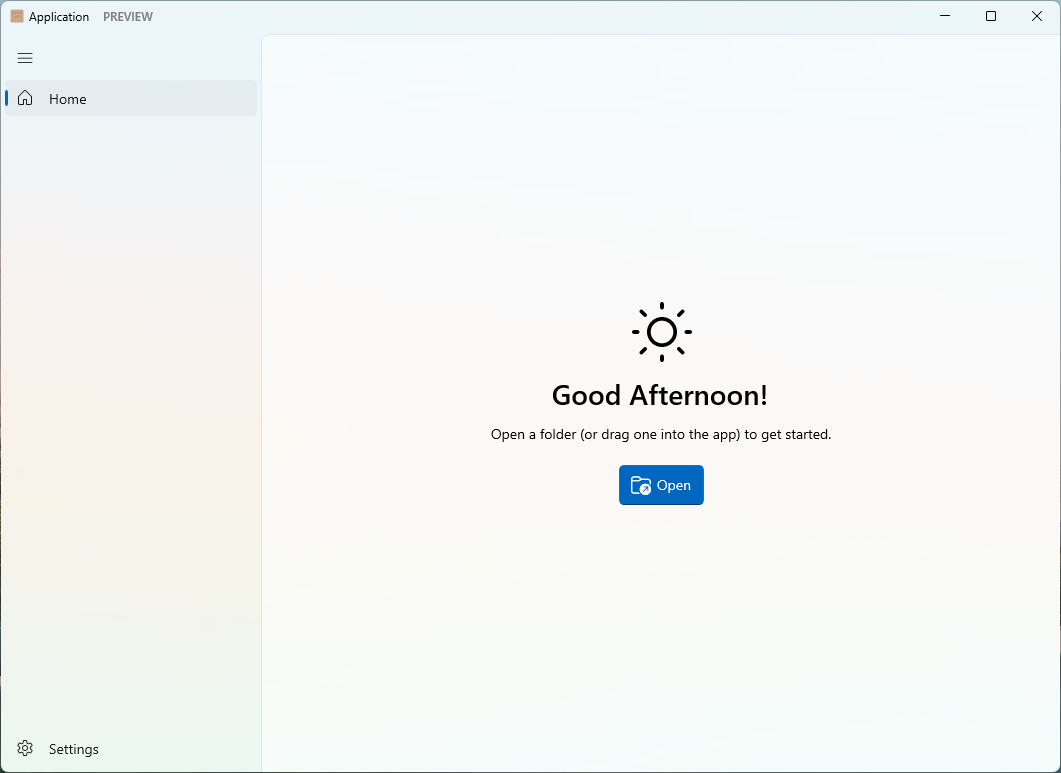 Application PREVIEW
Home
Good Afternoon!
Open a folder (or drag one into the app) to get started.
Open
Settings